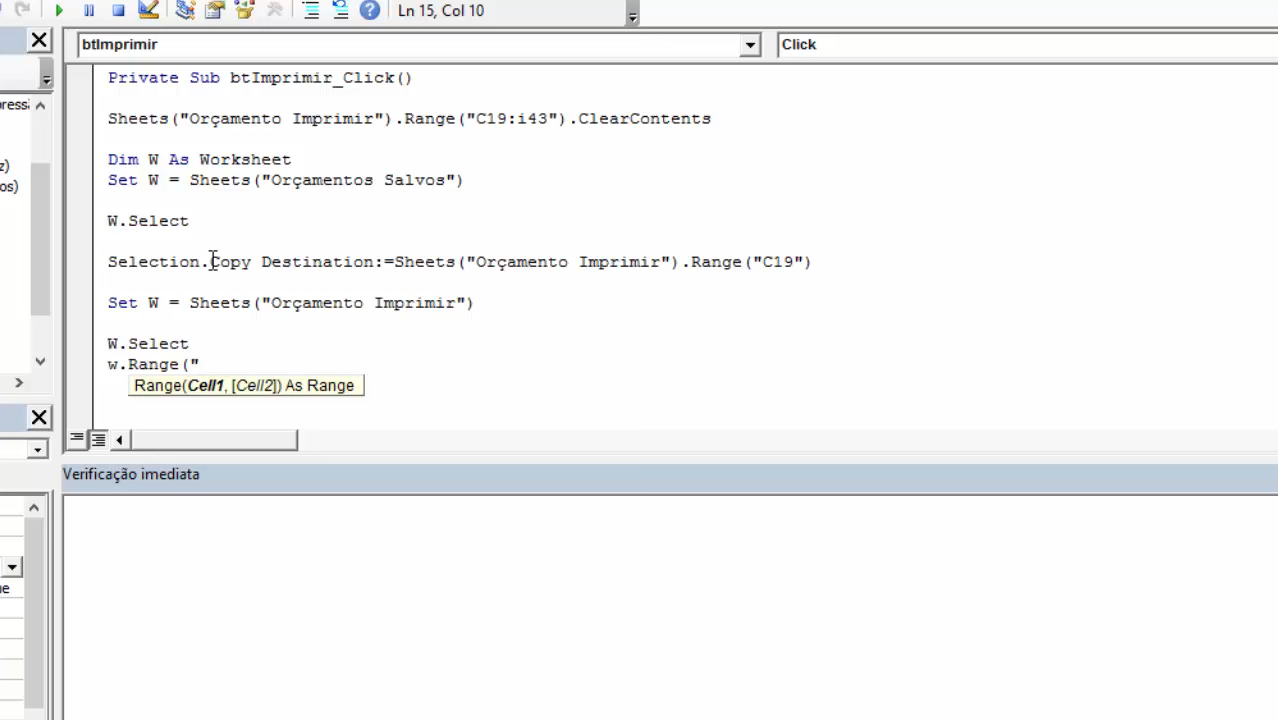 Ln 15, Col 10
btImprimir
Click
Private Sub btImprimir_Click()
Sheets("Orçamento Imprimir").Range("C19:i43").ClearContents
Dim W As Worksheet
Set W = Sheets("Orçamentos Salvos")
W.Select
Selection.Copy Destination:=Sheets("Orçamento Imprimir").Range("C19")
Set W = Sheets("Orçamento Imprimir")
W.Select
w.Range("
Range(Cell1, [Cell2]) As Range
Verificação imediata